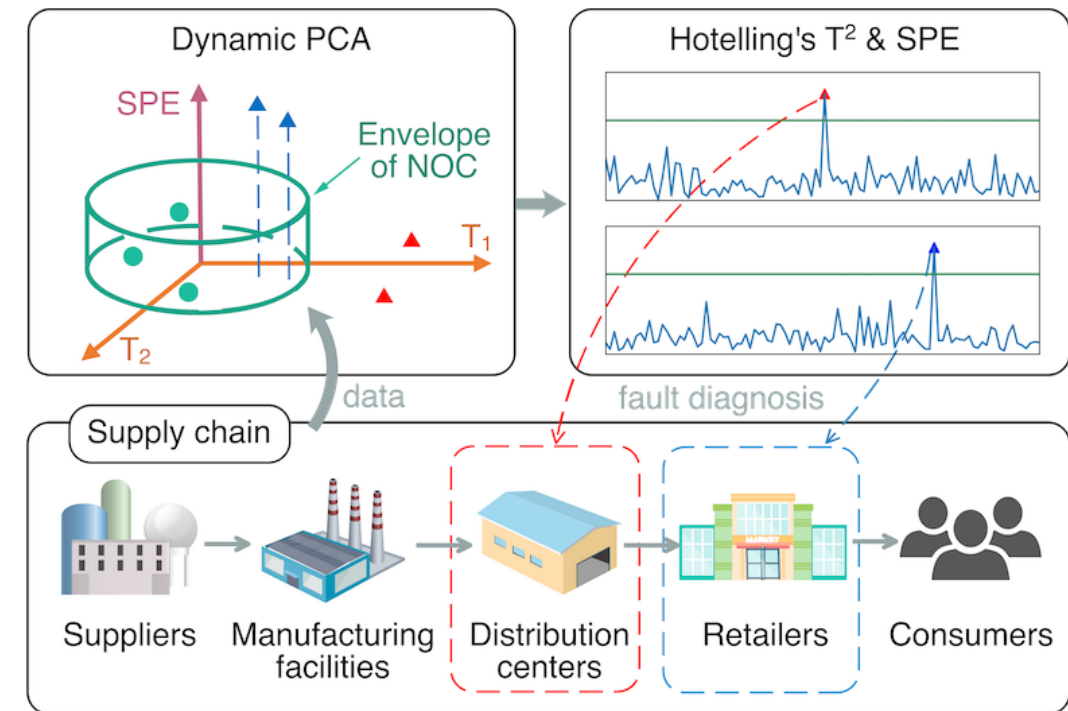 Dynamic PCA
SPE
Envelope
of NOC
T₁
T₂
Hotelling's T² & SPE
data
fault diagnosis
Supply chain
MARKET
Suppliers
Manufacturing
facilities
Distribution
centers
Retailers
Consumers